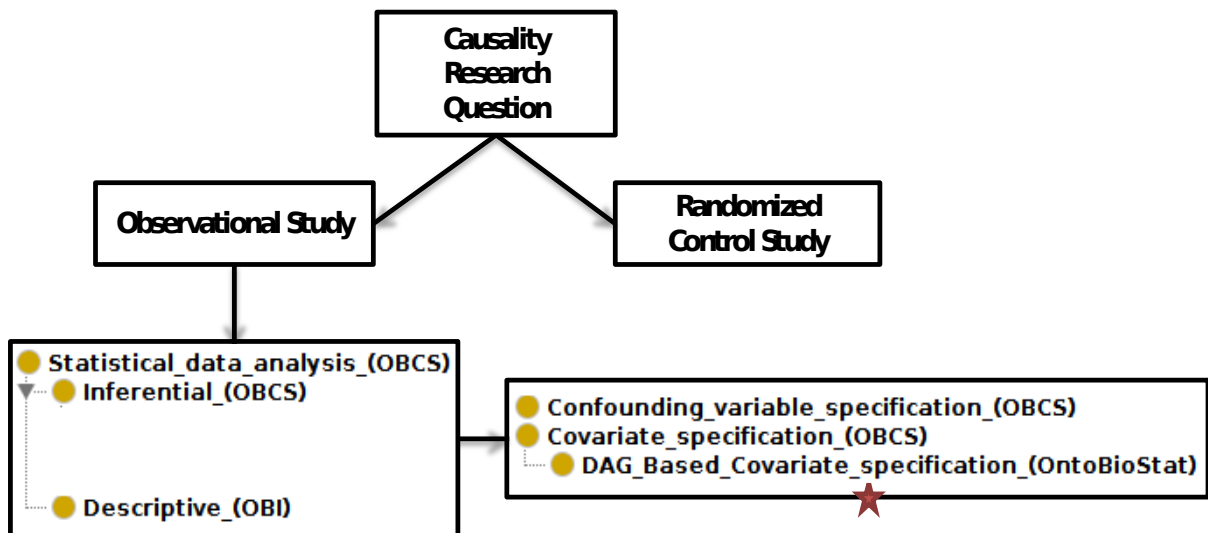 Causality
Research
Question
Observational Study
Randomized
Control Study
Statistical_data_analysis_(OBCS)
Inferential_(OBCS)
Descriptive_(OBI)
Confounding_variable_specification_(OBCS)
Covariate_specification_(OBCS)
DAG_Based_Covariate_specification_(OntoBioStat)